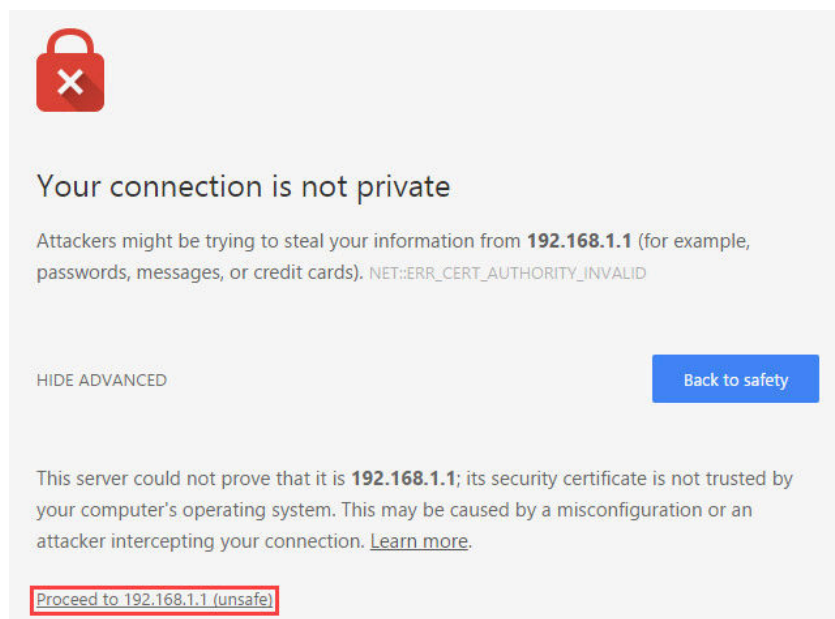 Your connection is not private
Attackers might be trying to steal your information from 192.168.1.1 (for example,
passwords, messages, or credit cards). NET::ERR_CERT_AUTHORITY_INVALID
HIDE ADVANCED
Back to safety
This server could not prove that it is 192.168.1.1; its security certificate is not trusted by
your computer's operating system. This may be caused by a misconfiguration or an
attacker intercepting your connection. Learn more.
Proceed to 192.168.1.1 (unsafe)